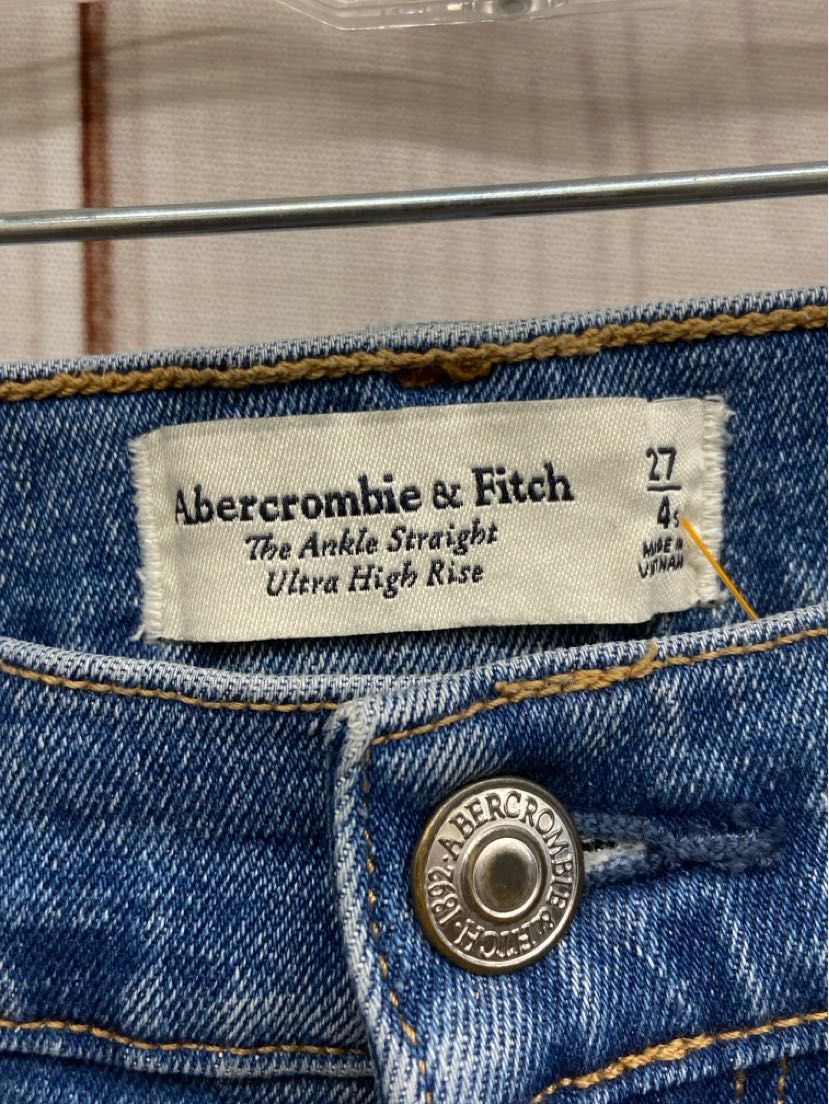 Abercrombie & Fitch
The Ankle Straight
Ultra High Rise
27
4s
MADE IN
VIETNAM
ABERCROMBIE & FITCH · 1892 ·